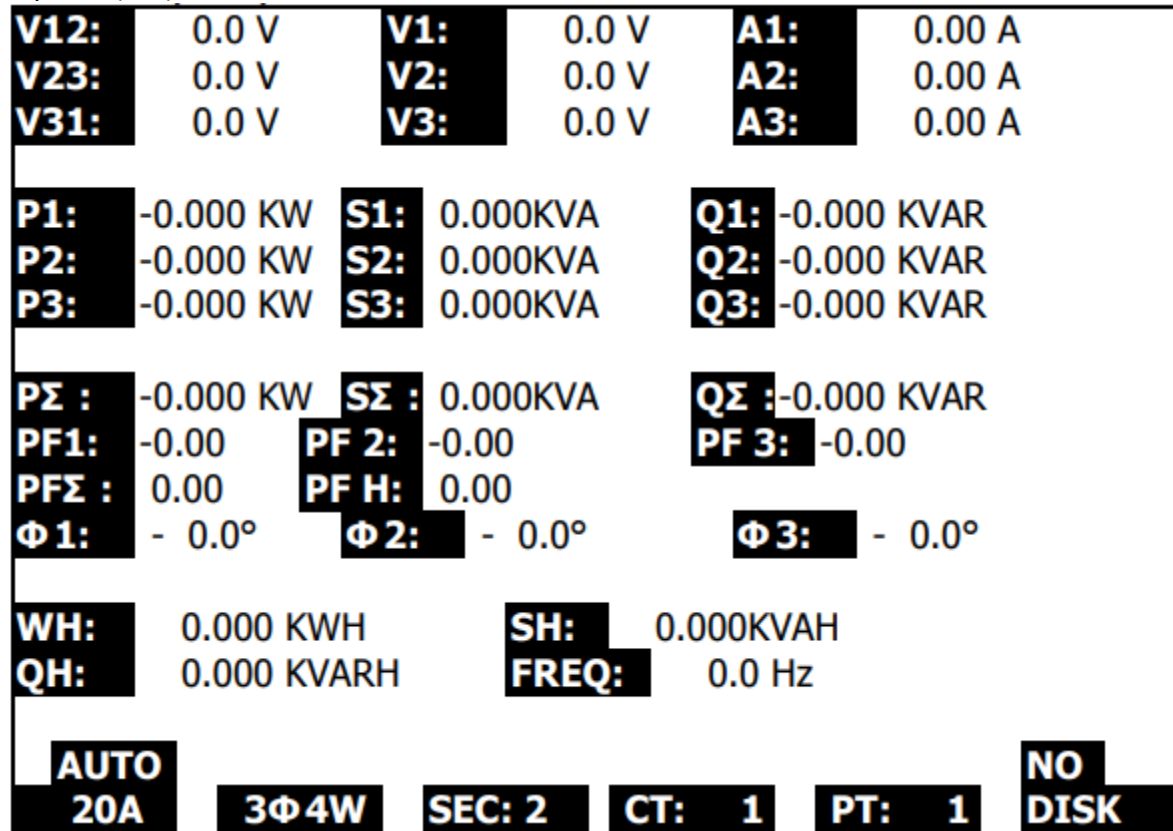 V12: 0.0 V V1: 0.0 V A1: 0.00 A
V23: 0.0 V V2: 0.0 V A2: 0.00 A
V31: 0.0 V V3: 0.0 V A3: 0.00 A
P1: -0.000 KW S1: 0.000KVA Q1: -0.000 KVAR
P2: -0.000 KW S2: 0.000KVA Q2: -0.000 KVAR
P3: -0.000 KW S3: 0.000KVA Q3: -0.000 KVAR
PΣ : -0.000 KW SΣ : 0.000KVA QΣ :-0.000 KVAR
PF1: -0.00 PF 2: -0.00 PF 3: -0.00
PFΣ : 0.00 PF H: 0.00
Φ1: - 0.0° Φ2: - 0.0° Φ3: - 0.0°
WH: 0.000 KWH SH: 0.000KVAH
QH: 0.000 KVARH FREQ: 0.0 Hz
AUTO NO
20A 3Φ4W SEC: 2 CT: 1 PT: 1 DISK